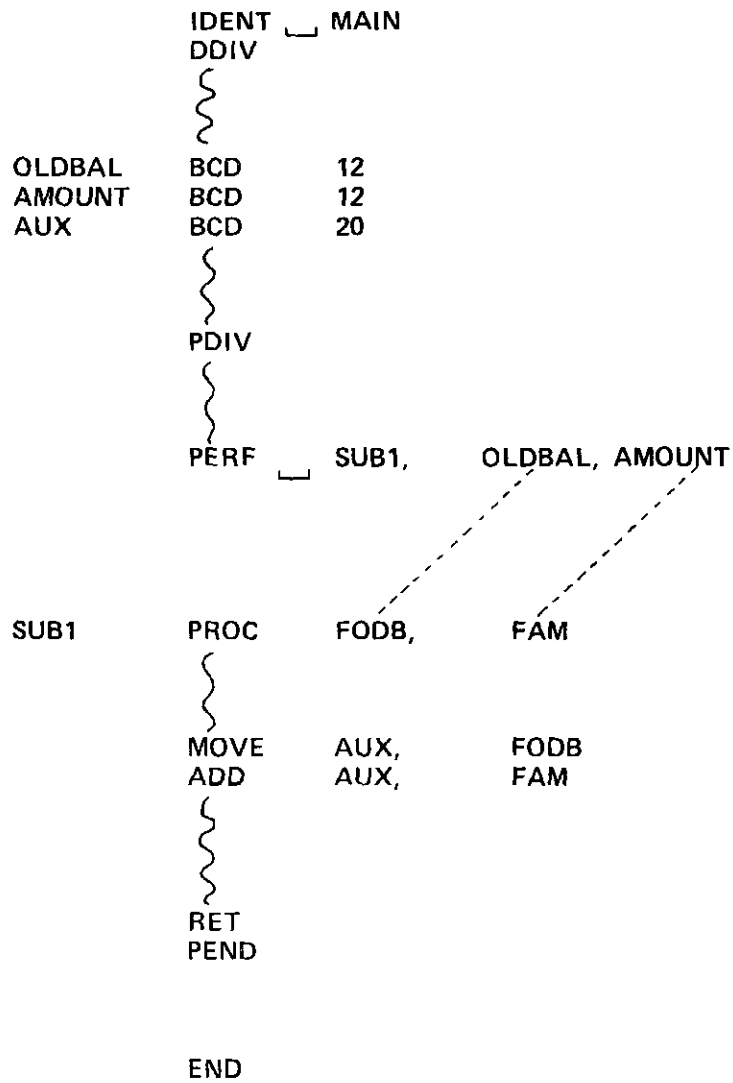 IDENT ␣ MAIN
DDIV
OLDBAL BCD 12
AMOUNT BCD 12
AUX BCD 20
PDIV
PERF ␣ SUB1, OLDBAL, AMOUNT
SUB1 PROC FODB, FAM
MOVE AUX, FODB
ADD AUX, FAM
RET
PEND
END